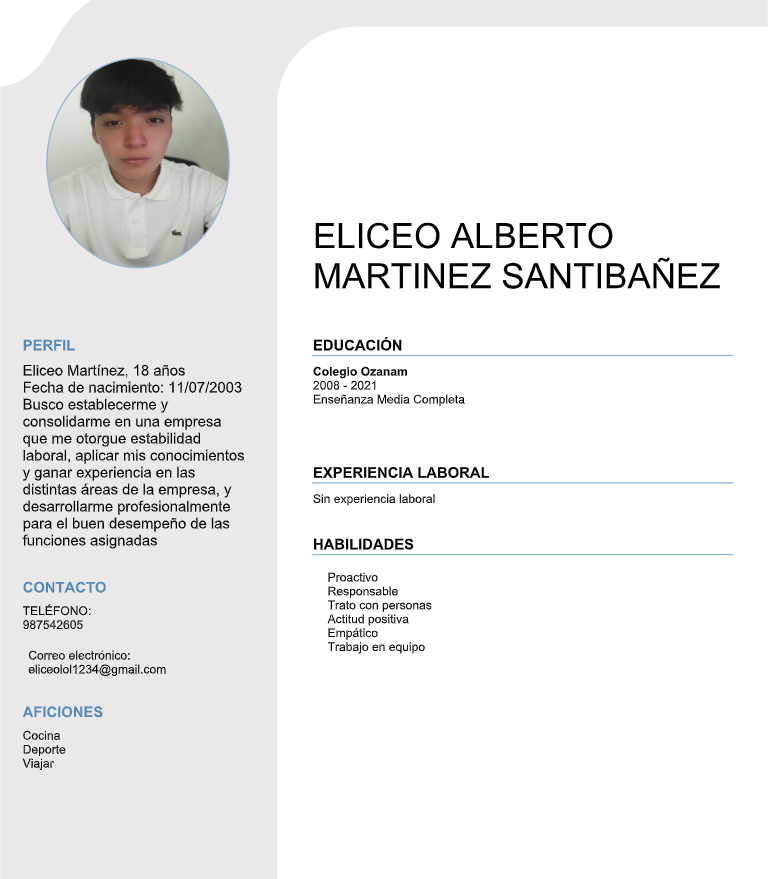 ELICEO ALBERTO
MARTINEZ SANTIBAÑEZ
PERFIL
Eliceo Martínez, 18 años
Fecha de nacimiento: 11/07/2003
Busco establecerme y
consolidarme en una empresa
que me otorgue estabilidad
laboral, aplicar mis conocimientos
y ganar experiencia en las
distintas áreas de la empresa, y
desarrollarme profesionalmente
para el buen desempeño de las
funciones asignadas
CONTACTO
TELÉFONO:
987542605
Correo electrónico:
eliceolol1234@gmail.com
AFICIONES
Cocina
Deporte
Viajar
EDUCACIÓN
Colegio Ozanam
2008 - 2021
Enseñanza Media Completa
EXPERIENCIA LABORAL
Sin experiencia laboral
HABILIDADES
Proactivo
Responsable
Trato con personas
Actitud positiva
Empático
Trabajo en equipo